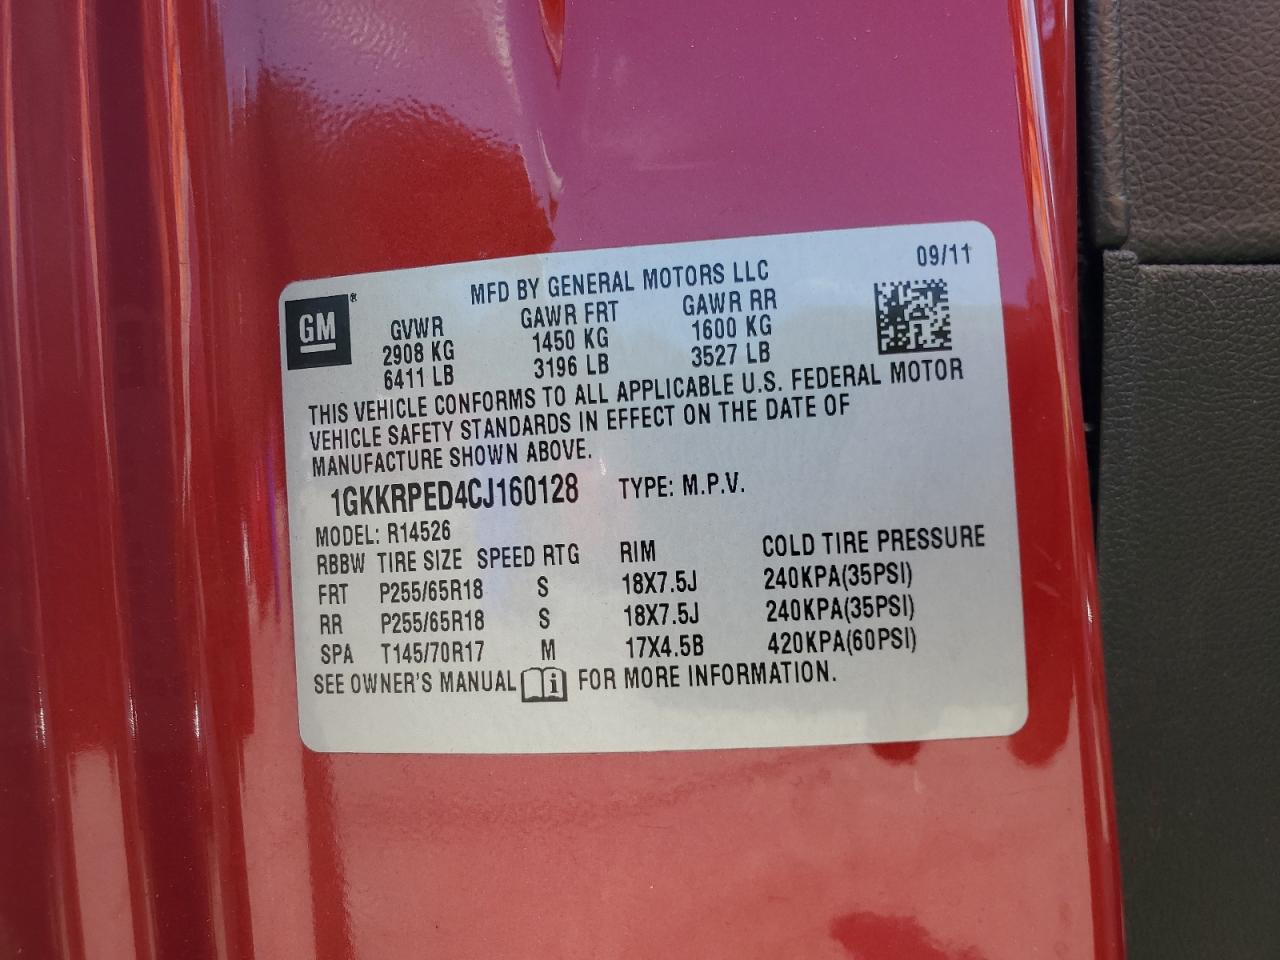 09/11
MFD BY GENERAL MOTORS LLC
GM®
GVWR GAWR FRT GAWR RR
2908 KG 1450 KG 1600 KG
6411 LB 3196 LB 3527 LB
THIS VEHICLE CONFORMS TO ALL APPLICABLE U.S. FEDERAL MOTOR
VEHICLE SAFETY STANDARDS IN EFFECT ON THE DATE OF
MANUFACTURE SHOWN ABOVE.
1GKKRPED4CJ160128 TYPE: M.P.V.
MODEL: R14526
RBBW TIRE SIZE SPEED RTG RIM COLD TIRE PRESSURE
FRT P255/65R18 S 18X7.5J 240KPA(35PSI)
RR P255/65R18 S 18X7.5J 240KPA(35PSI)
SPA T145/70R17 M 17X4.5B 420KPA(60PSI)
SEE OWNER'S MANUAL i FOR MORE INFORMATION.